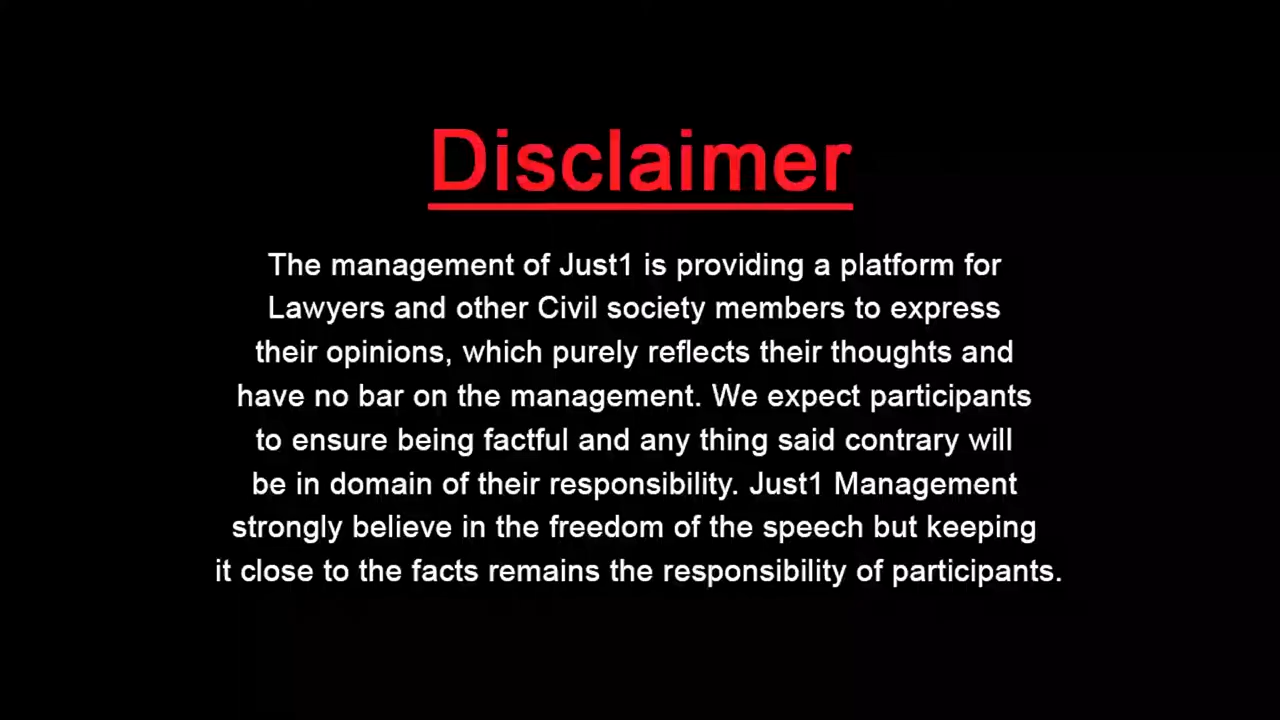 Disclaimer
The management of Just1 is providing a platform for
Lawyers and other Civil society members to express
their opinions, which purely reflects their thoughts and
have no bar on the management. We expect participants
to ensure being factful and any thing said contrary will
be in domain of their responsibility. Just1 Management
strongly believe in the freedom of the speech but keeping
it close to the facts remains the responsibility of participants.